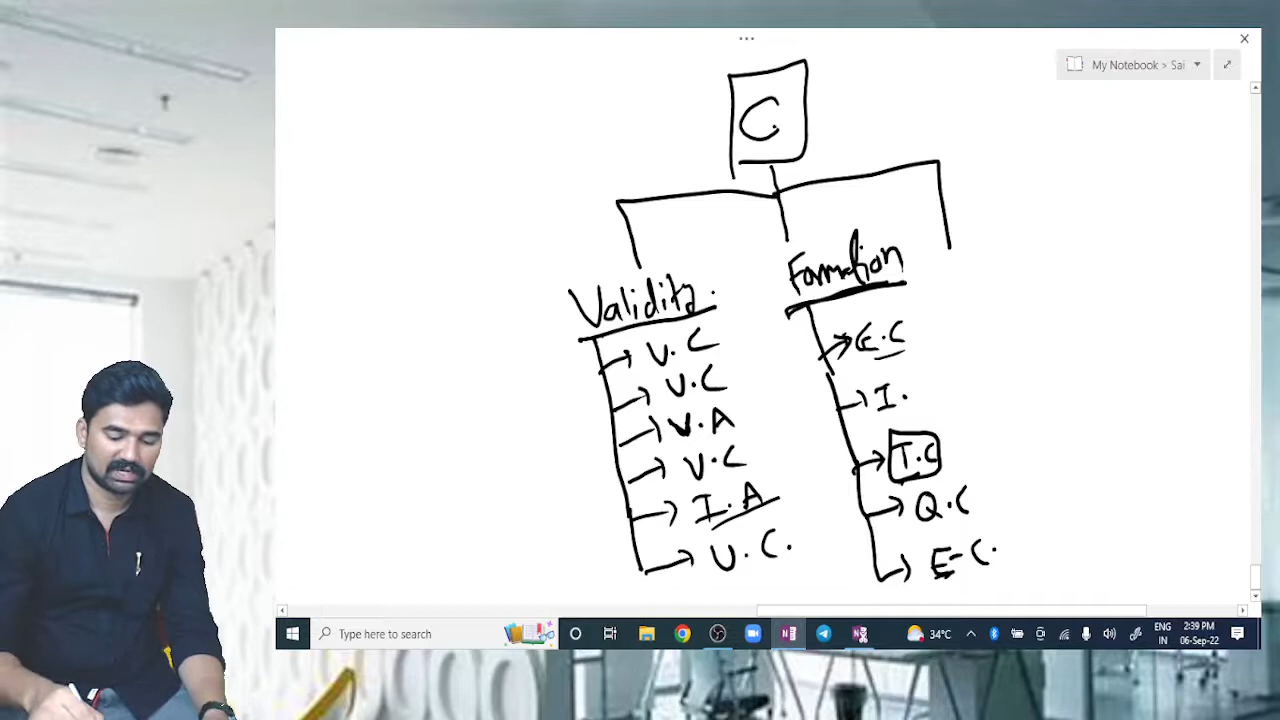 My Notebook > Sai
C
Validity.
V.C
V.C
V.A
V.C
I.A
U.C.
Formation
E.C
I.
T.C
Q.C
E-C.
Type here to search
34°C
ENG
IN
2:39 PM
06-Sep-22